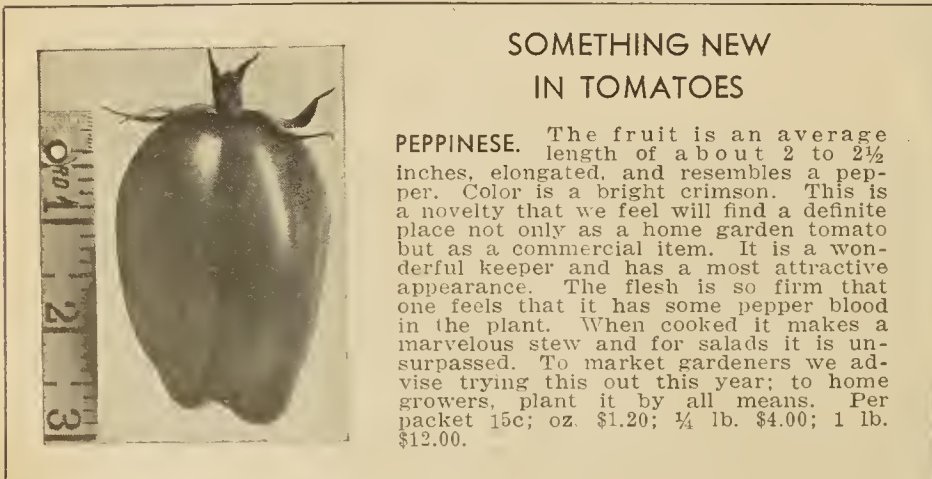 SOMETHING NEW
IN TOMATOES
PEPPINESE. The fruit is an average
length of about 2 to 2½
inches, elongated, and resembles a pep-
per. Color is a bright crimson. This is
a novelty that we feel will find a definite
place not only as a home garden tomato
but as a commercial item. It is a won-
derful keeper and has a most attractive
appearance. The flesh is so firm that
one feels that it has some pepper blood
in the plant. When cooked it makes a
marvelous stew and for salads it is un-
surpassed. To market gardeners we ad-
vise trying this out this year; to home
growers, plant it by all means. Per
packet 15c; oz. $1.20; ¼ lb. $4.00; 1 lb.
$12.00.
1
2
3